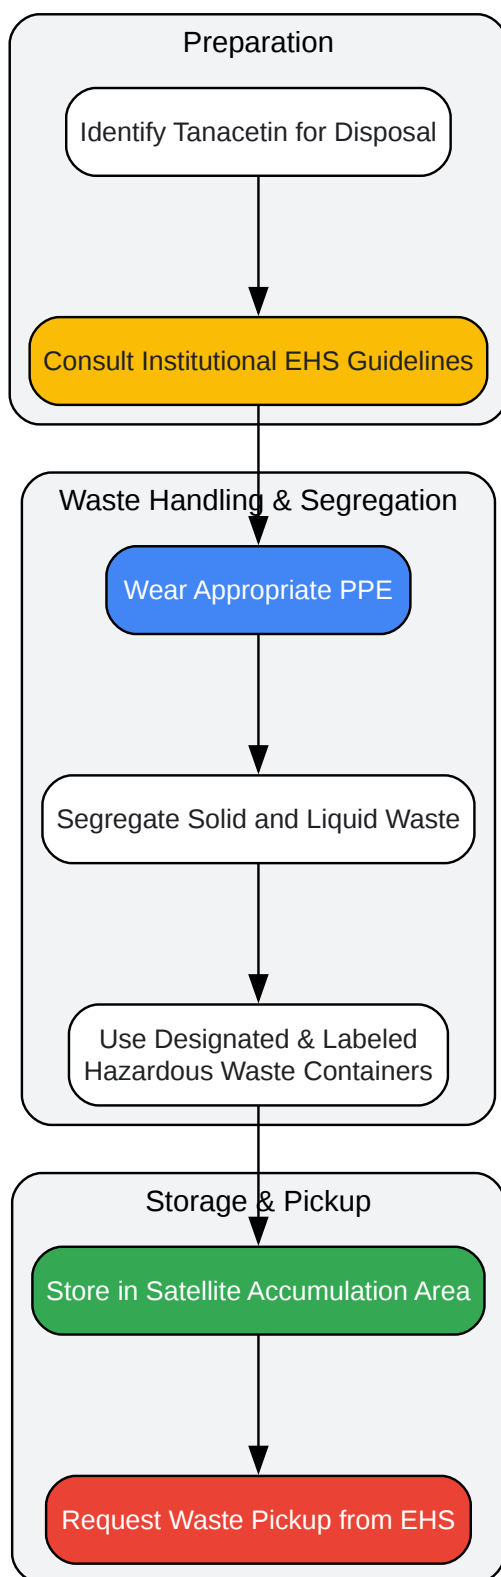 Preparation
Identify Tanacetin for Disposal
Consult Institutional EHS Guidelines
Waste Handling & Segregation
Wear Appropriate PPE
Segregate Solid and Liquid Waste
Use Designated & Labeled
Hazardous Waste Containers
Storage & Pickup
Store in Satellite Accumulation Area
Request Waste Pickup from EHS